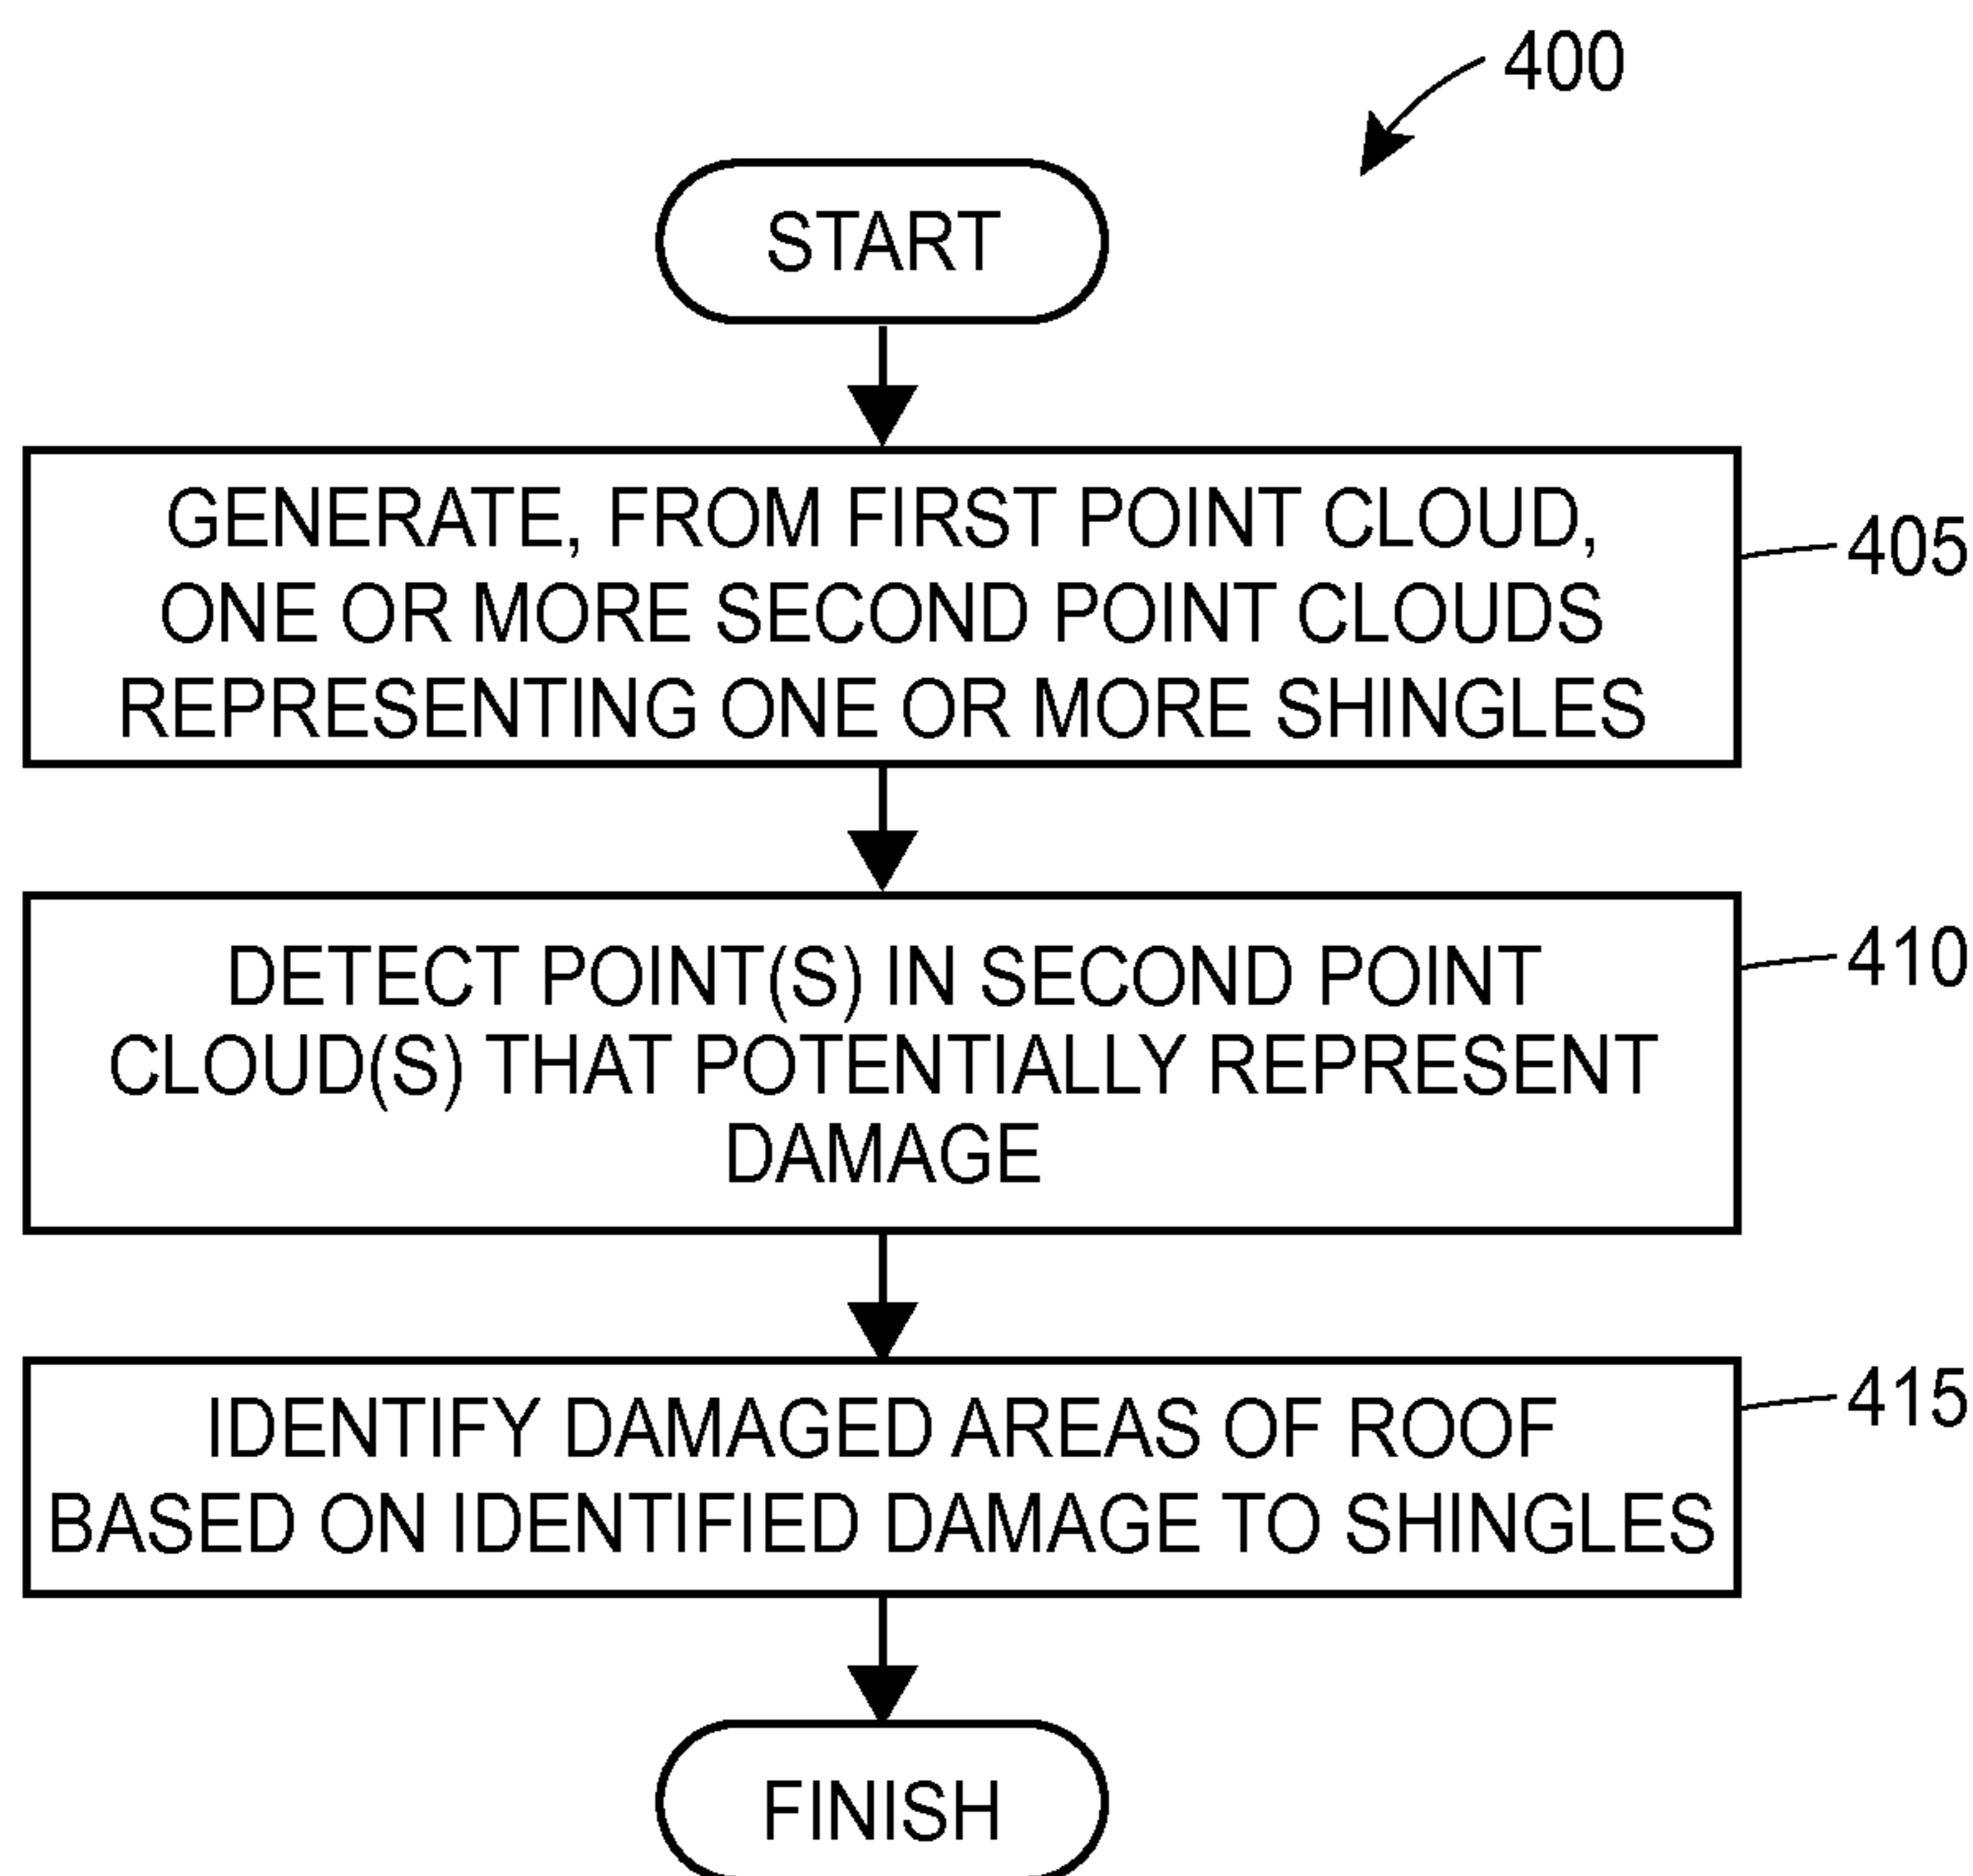 400
START
GENERATE, FROM FIRST POINT CLOUD,
ONE OR MORE SECOND POINT CLOUDS
REPRESENTING ONE OR MORE SHINGLES
405
DETECT POINT(S) IN SECOND POINT
CLOUD(S) THAT POTENTIALLY REPRESENT
DAMAGE
410
IDENTIFY DAMAGED AREAS OF ROOF
BASED ON IDENTIFIED DAMAGE TO SHINGLES
415
FINISH